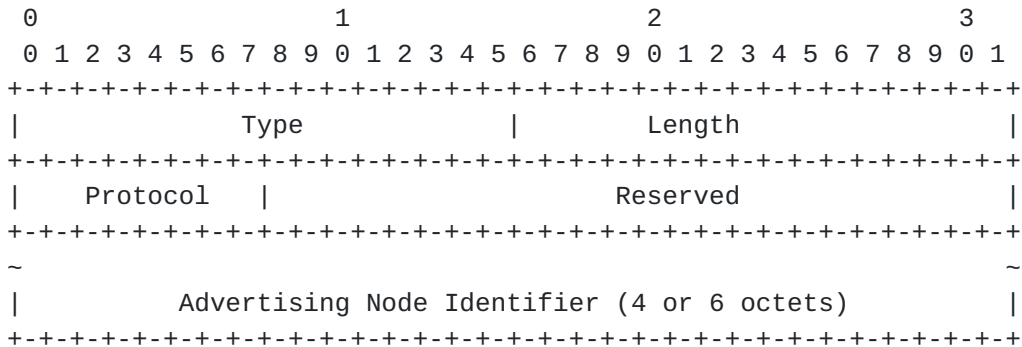 0                   1                   2                   3
 0 1 2 3 4 5 6 7 8 9 0 1 2 3 4 5 6 7 8 9 0 1 2 3 4 5 6 7 8 9 0 1
+-+-+-+-+-+-+-+-+-+-+-+-+-+-+-+-+-+-+-+-+-+-+-+-+-+-+-+-+-+-+-+-+
|              Type             |        Length                 |
+-+-+-+-+-+-+-+-+-+-+-+-+-+-+-+-+-+-+-+-+-+-+-+-+-+-+-+-+-+-+-+-+
|    Protocol   |                      Reserved                 |
+-+-+-+-+-+-+-+-+-+-+-+-+-+-+-+-+-+-+-+-+-+-+-+-+-+-+-+-+-+-+-+-+
~                                                               ~
|          Advertising Node Identifier (4 or 6 octets)          |
+-+-+-+-+-+-+-+-+-+-+-+-+-+-+-+-+-+-+-+-+-+-+-+-+-+-+-+-+-+-+-+-+